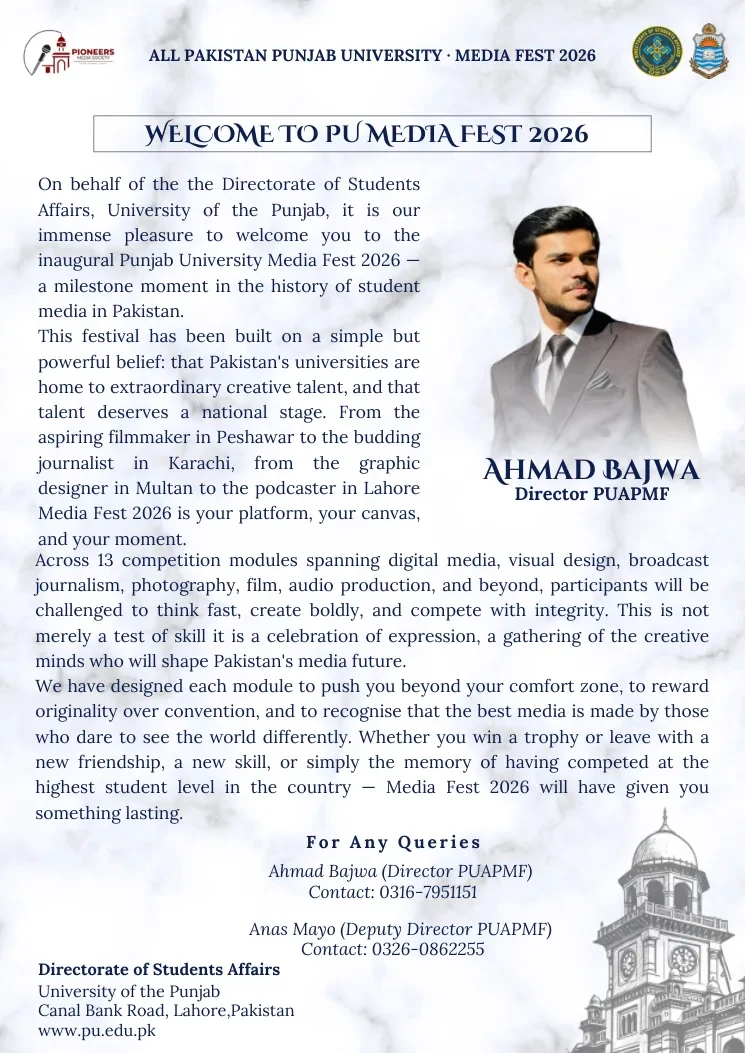 PIONEERS
MEDIA SOCIETY
ALL PAKISTAN PUNJAB UNIVERSITY · MEDIA FEST 2026
WELCOME TO PU MEDIA FEST 2026
On behalf of the the Directorate of Students
Affairs, University of the Punjab, it is our
immense pleasure to welcome you to the
inaugural Punjab University Media Fest 2026 —
a milestone moment in the history of student
media in Pakistan.
This festival has been built on a simple but
powerful belief: that Pakistan's universities are
home to extraordinary creative talent, and that
talent deserves a national stage. From the
aspiring filmmaker in Peshawar to the budding
journalist in Karachi, from the graphic
designer in Multan to the podcaster in Lahore
Media Fest 2026 is your platform, your canvas,
and your moment.
AHMAD BAJWA
Director PUAPMF
Across 13 competition modules spanning digital media, visual design, broadcast
journalism, photography, film, audio production, and beyond, participants will be
challenged to think fast, create boldly, and compete with integrity. This is not
merely a test of skill it is a celebration of expression, a gathering of the creative
minds who will shape Pakistan's media future.
We have designed each module to push you beyond your comfort zone, to reward
originality over convention, and to recognise that the best media is made by those
who dare to see the world differently. Whether you win a trophy or leave with a
new friendship, a new skill, or simply the memory of having competed at the
highest student level in the country — Media Fest 2026 will have given you
something lasting.
For Any Queries
Ahmad Bajwa (Director PUAPMF)
Contact: 0316-7951151
Anas Mayo (Deputy Director PUAPMF)
Contact: 0326-0862255
Directorate of Students Affairs
University of the Punjab
Canal Bank Road, Lahore,Pakistan
www.pu.edu.pk